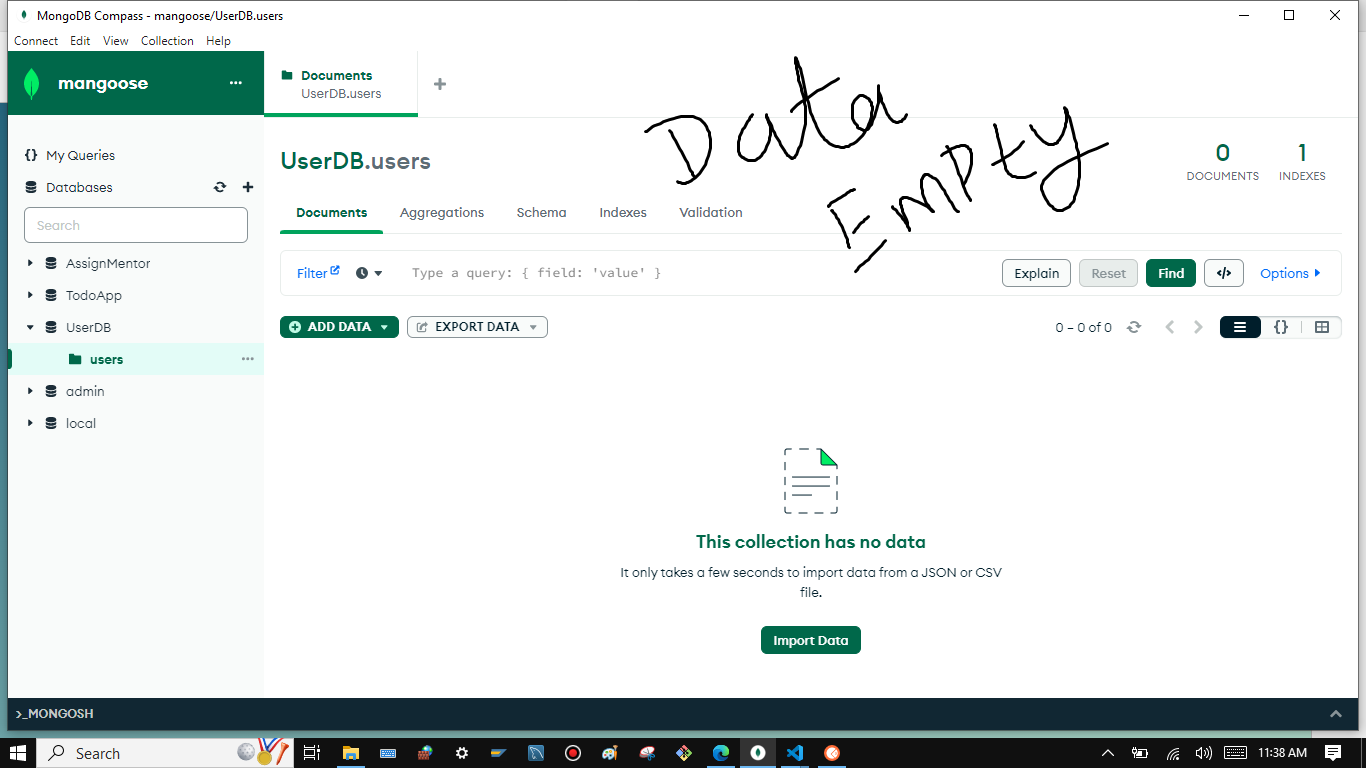 MongoDB Compass - mangoose/UserDB.users
Connect Edit View Collection Help
mangoose
Documents
UserDB.users
Data
Empty
My Queries
Databases
Search
AssignMentor
TodoApp
UserDB
users
admin
local
UserDB.users
0
DOCUMENTS
1
INDEXES
Documents Aggregations Schema Indexes Validation
Filter Type a query: { field: 'value' } Explain Reset Find </> Options
ADD DATA EXPORT DATA 0 – 0 of 0 {}
This collection has no data
It only takes a few seconds to import data from a JSON or CSV
file.
Import Data
>_MONGOSH
Search 11:38 AM